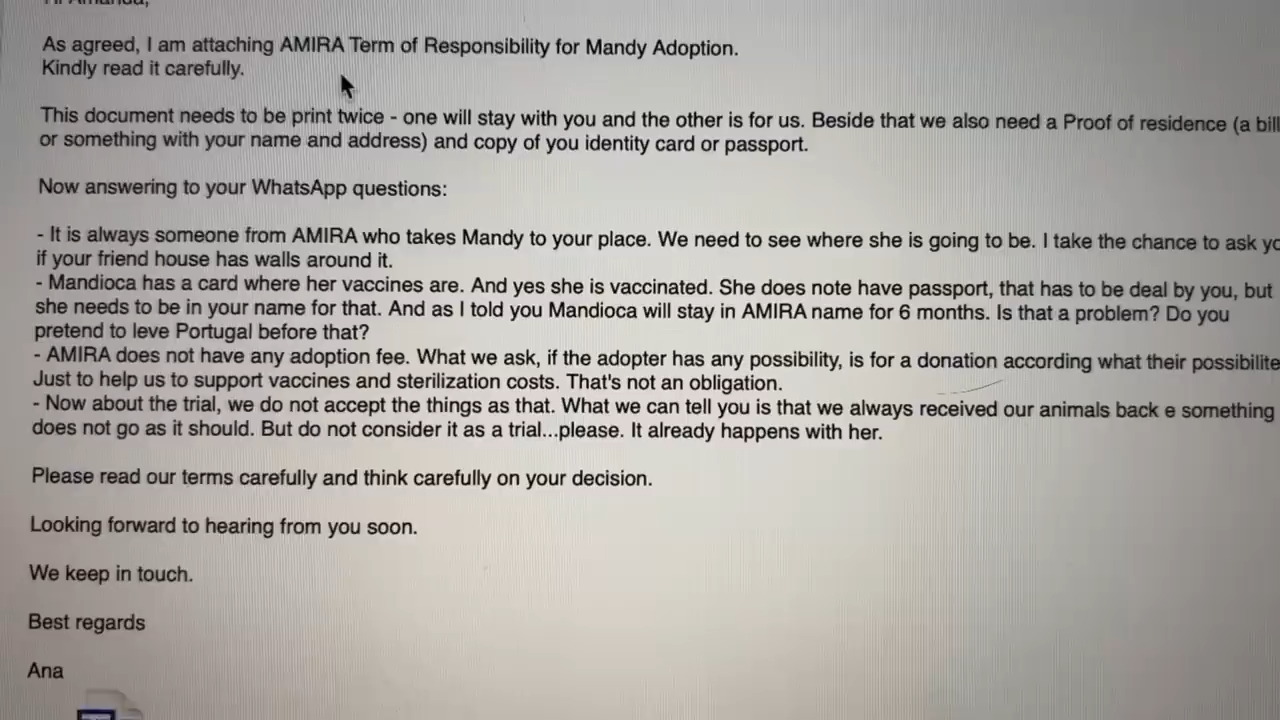 As agreed, I am attaching AMIRA Term of Responsibility for Mandy Adoption.
Kindly read it carefully.
This document needs to be print twice - one will stay with you and the other is for us. Beside that we also need a Proof of residence (a bill
or something with your name and address) and copy of you identity card or passport.
Now answering to your WhatsApp questions:
- It is always someone from AMIRA who takes Mandy to your place. We need to see where she is going to be. I take the chance to ask
if your friend house has walls around it.
- Mandioca has a card where her vaccines are. And yes she is vaccinated. She does note have passport, that has to be deal by you, but
she needs to be in your name for that. And as I told you Mandioca will stay in AMIRA name for 6 months. Is that a problem? Do you
pretend to leve Portugal before that?
- AMIRA does not have any adoption fee. What we ask, if the adopter has any possibility, is for a donation according what their
Just to help us to support vaccines and sterilization costs. That's not an obligation.
- Now about the trial, we do not accept the things as that. What we can tell you is that we always received our animals back e something
does not go as it should. But do not consider it as a trial...please. It already happens with her.
Please read our terms carefully and think carefully on your decision.
Looking forward to hearing from you soon.
We keep in touch.
Best regards
Ana